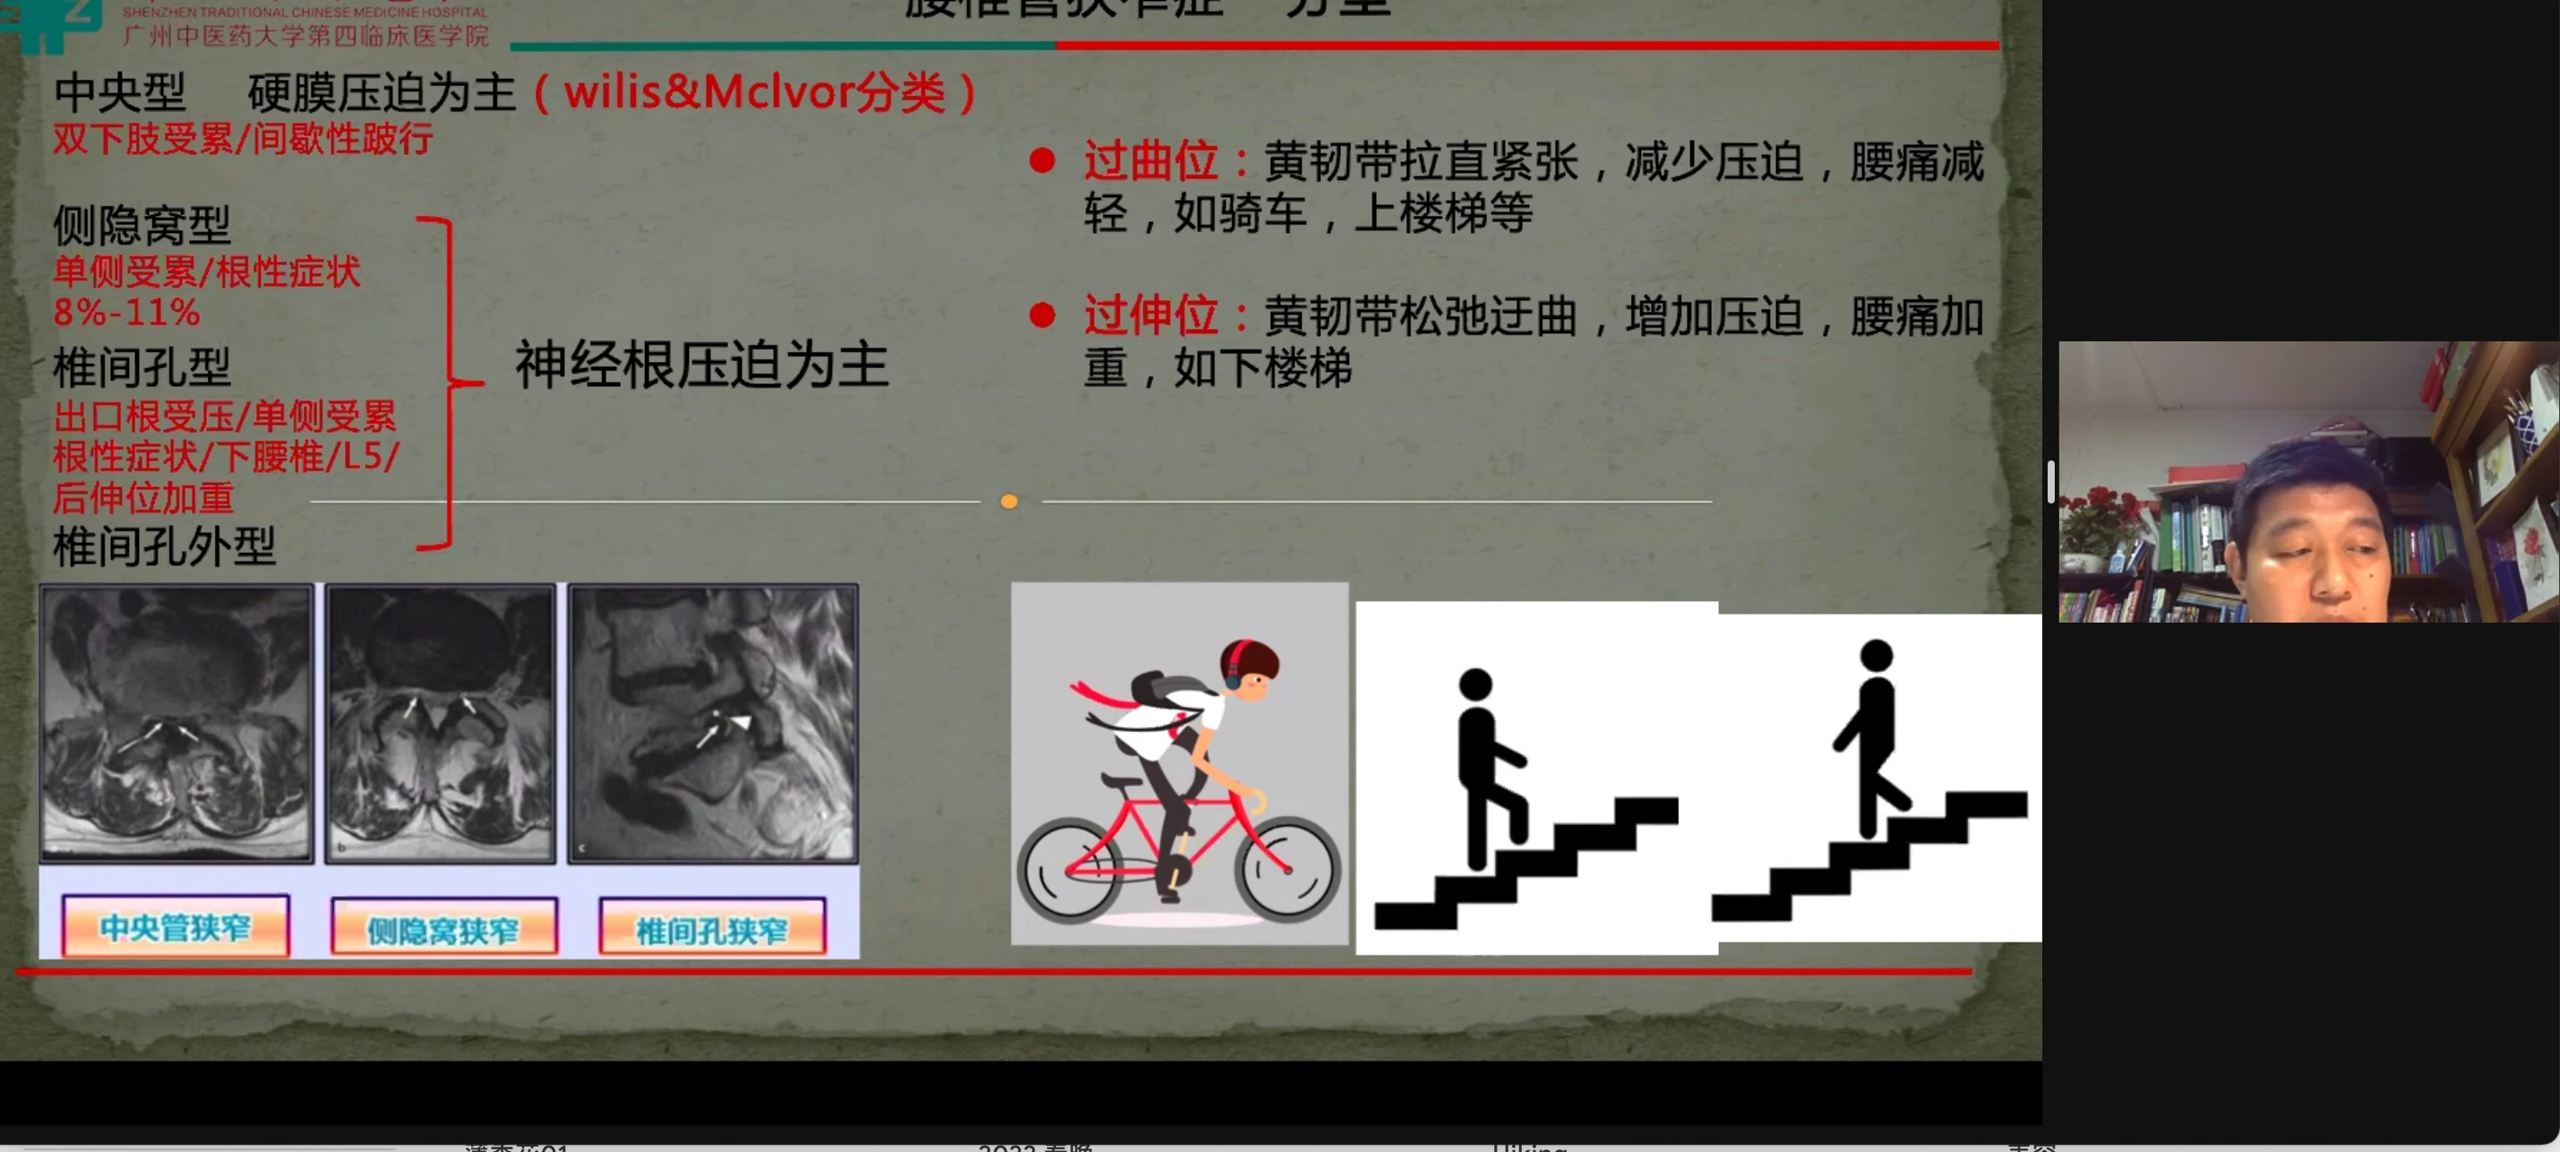 SHENZHEN TRADITIONAL CHINESE MEDICINE HOSPITAL
广州中医药大学第四临床医学院
腰椎管狭窄症 分型
中央型 硬膜压迫为主（wilis&Mclvor分类）
双下肢受累/间歇性跛行
侧隐窝型
单侧受累/根性症状
8%-11%
椎间孔型
出口根受压/单侧受累
根性症状/下腰椎/L5/
后伸位加重
椎间孔外型
神经根压迫为主
过曲位：黄韧带拉直紧张，减少压迫，腰痛减
轻，如骑车，上楼梯等
过伸位：黄韧带松弛迂曲，增加压迫，腰痛加
重，如下楼梯
b
c
中央管狭窄
侧隐窝狭窄
椎间孔狭窄